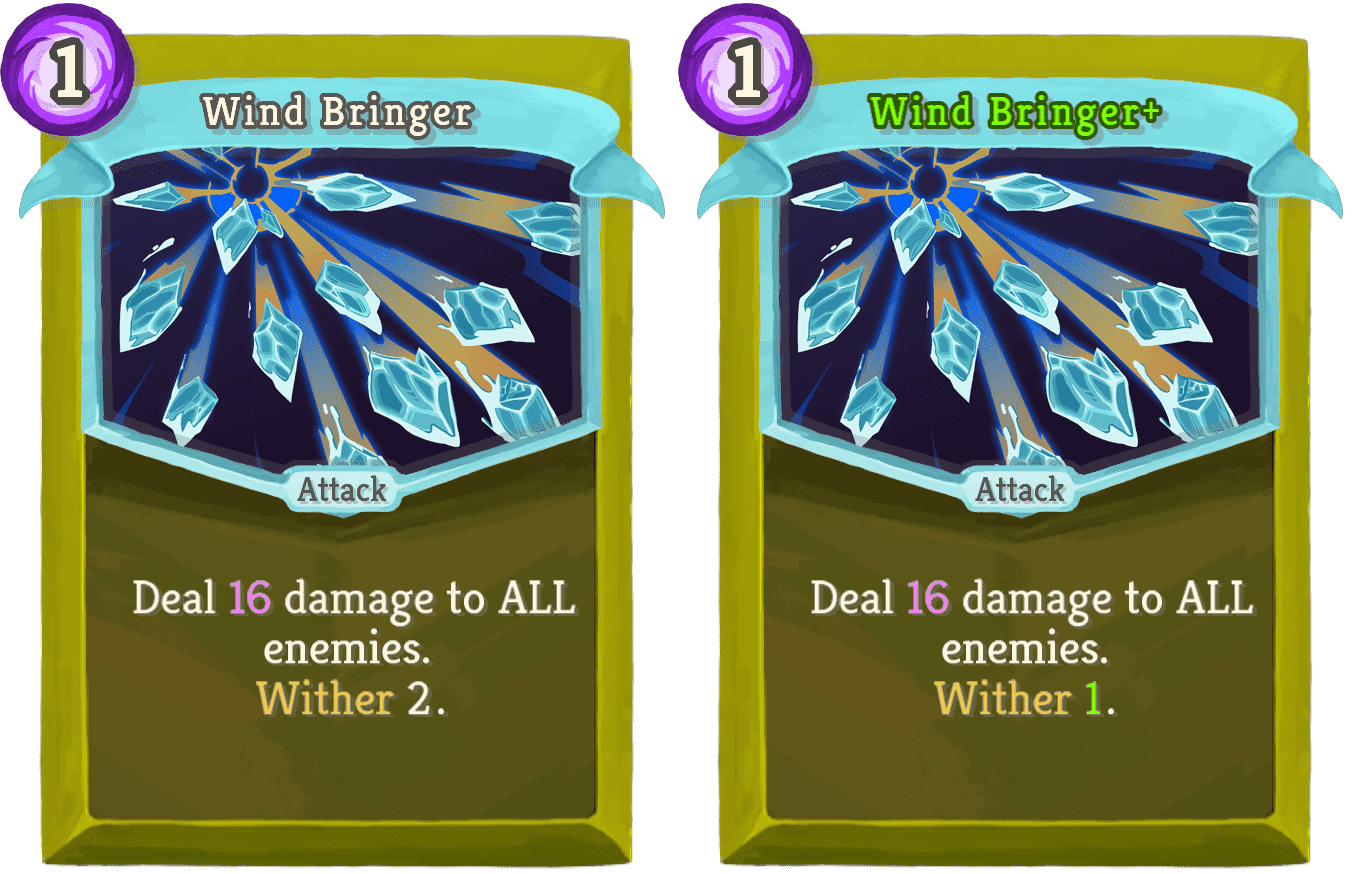 1
Wind Bringer
Attack
Deal 16 damage to ALL
enemies.
Wither 2.
1
Wind Bringer+
Attack
Deal 16 damage to ALL
enemies.
Wither 1.